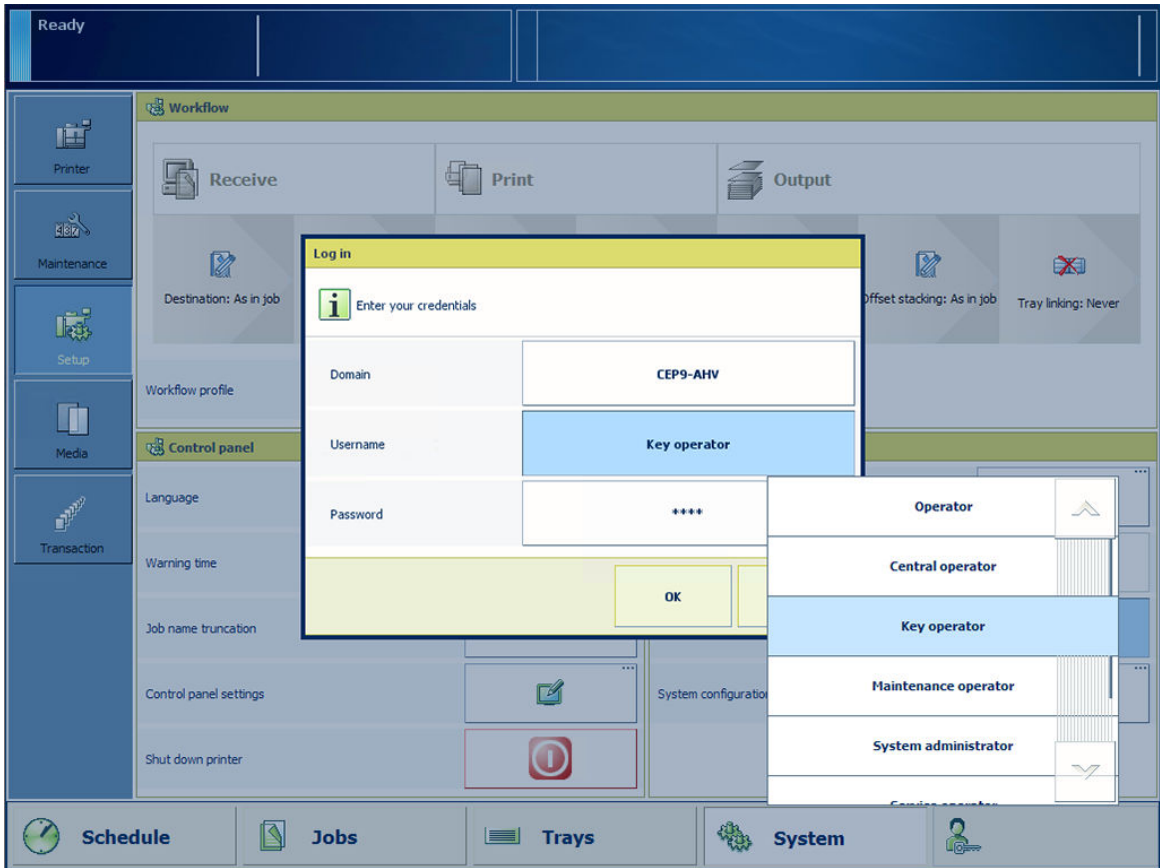 Ready
Printer
Maintenance
Setup
Media
Transaction
Workflow
Receive
Print
Output
Destination: As in job
Offset stacking: As in job
Tray linking: Never
Workflow profile
Control panel
Language
Warning time
Job name truncation
Control panel settings
Shut down printer
System configuration
Log in
Enter your credentials
Domain
CEP9-AHV
Username
Key operator
Password
****
OK
Operator
Central operator
Key operator
Maintenance operator
System administrator
Service operator
Schedule
Jobs
Trays
System